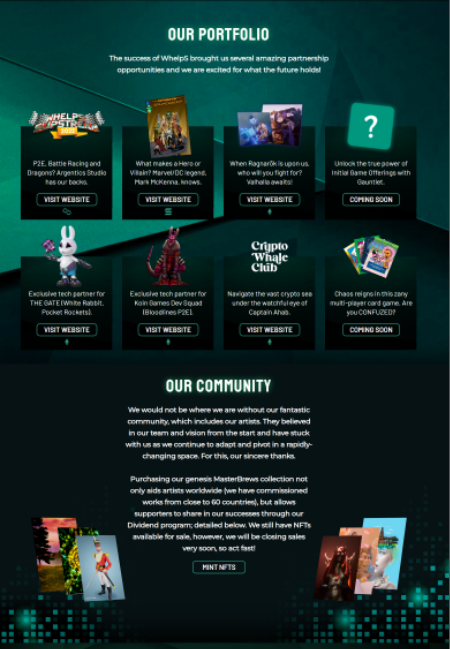 OUR PORTFOLIO
The success of WhelpS brought us several amazing partnership
opportunities and we are excited for what the future holds!
WHELP
SLIPSTREAM
P2E, Battle Racing and
Dragons? Argentics Studio
has our backs.
VISIT WEBSITE
What makes a Hero or
Villain? Marvel/DC legend,
Mark McKenna, knows.
VISIT WEBSITE
When Ragnarök is upon us,
who will you fight for?
Valhalla awaits!
VISIT WEBSITE
?
Unlock the true power of
Initial Game Offerings with
Gauntlet.
COMING SOON
Exclusive tech partner for
THE GATE (White Rabbit,
Pocket Rockets).
VISIT WEBSITE
Exclusive tech partner for
Koin Games Dev Squad
(Bloodlines P2E).
VISIT WEBSITE
Crypto
Whale
Club
Navigate the vast crypto sea
under the watchful eye of
Captain Ahab.
VISIT WEBSITE
Chaos reigns in this zany
multi-player card game. Are
you CONFUZED?
COMING SOON
OUR COMMUNITY
We would not be where we are without our fantastic
community, which includes our artists. They believed
in our team and vision from the start and have stuck
with us as we continue to adapt and pivot in a rapidly-
changing space. For this, our sincere thanks.
Purchasing our genesis MasterBrews collection not
only aids artists worldwide (we have commissioned
works from close to 60 countries), but allows
supporters to share in our successes through our
Dividend program; detailed below. We still have NFTs
available for sale, however, we will be closing sales
very soon, so act fast!
MINT NFTS